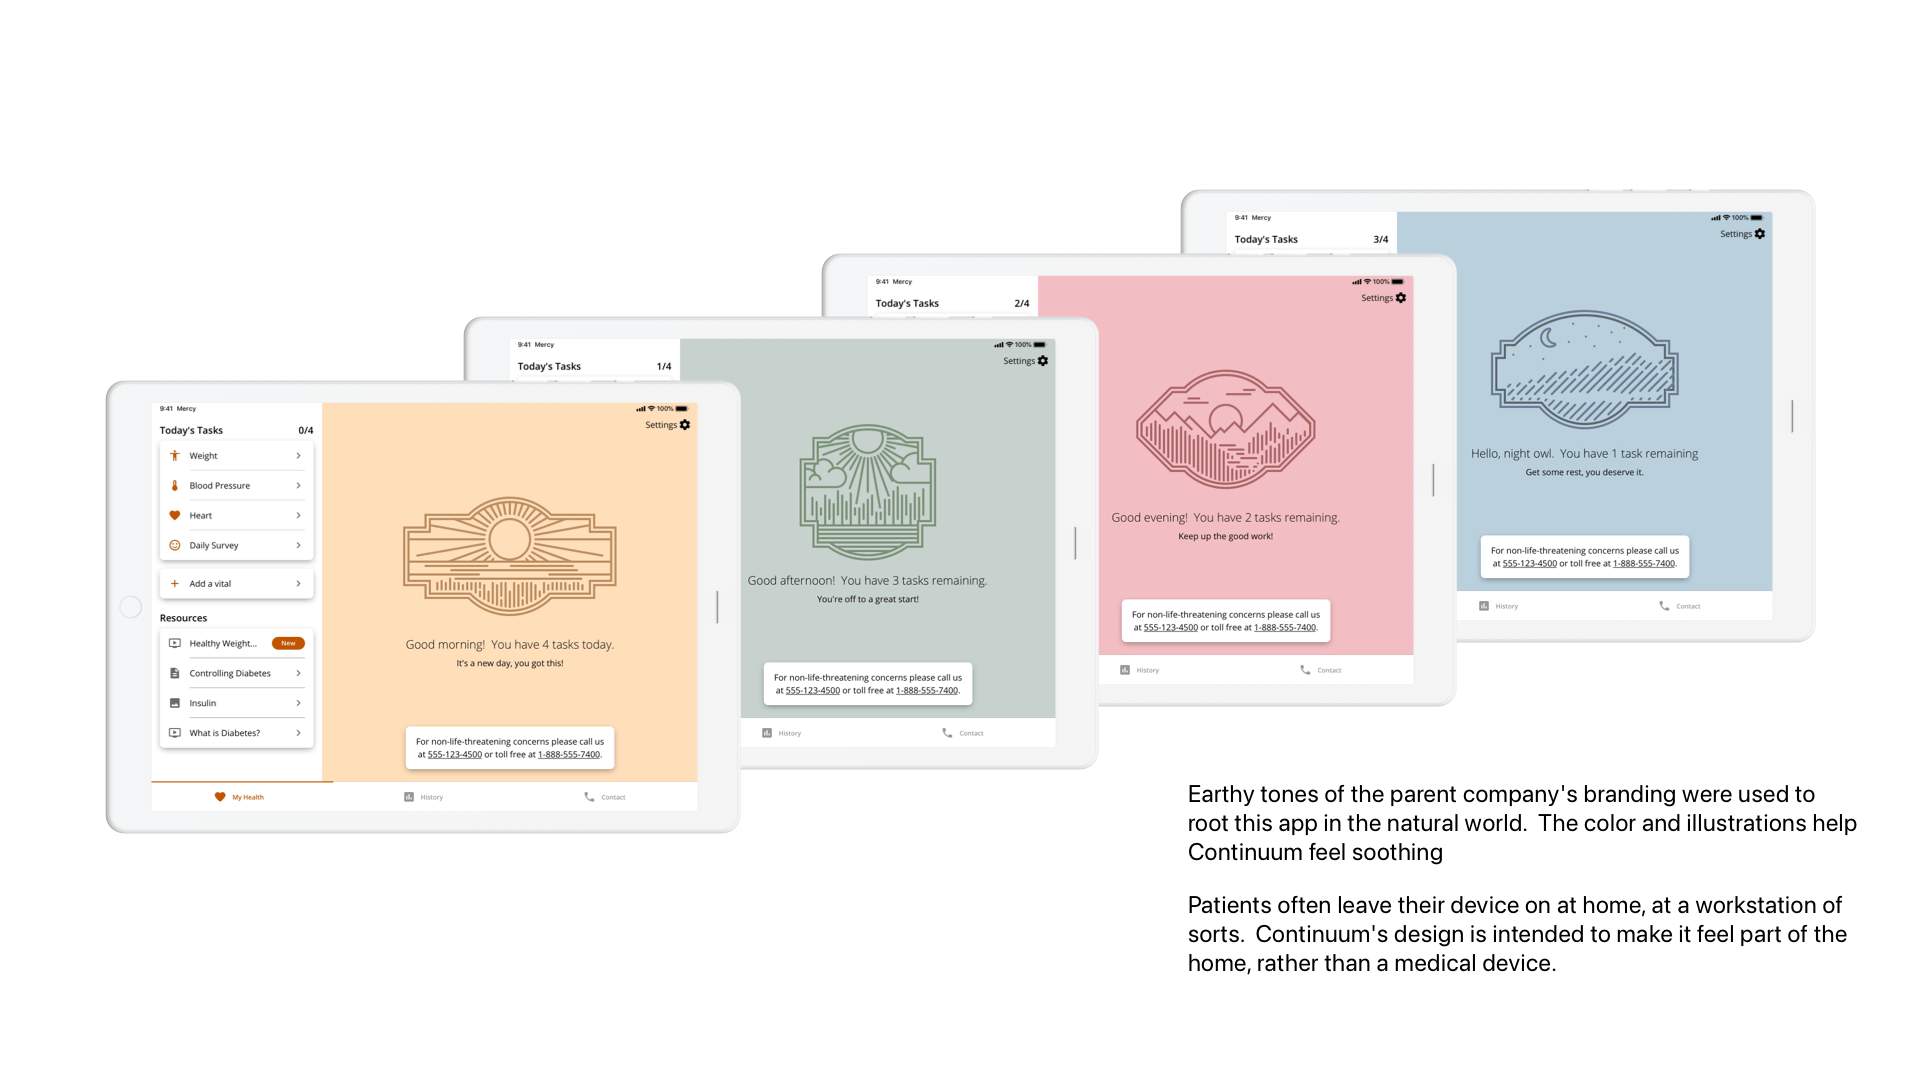 9:41 Mercy
100%
Today's Tasks 0/4
Settings
Weight
Blood Pressure
Heart
Daily Survey
Add a vital
Resources
Healthy Weight... New
Controlling Diabetes
Insulin
What is Diabetes?
Good morning!  You have 4 tasks today.
It's a new day, you got this!
For non-life-threatening concerns please call us
at 555-123-4500 or toll free at 1-888-555-7400.
My Health
History
Contact
9:41 Mercy
100%
Today's Tasks 1/4
Settings
Good afternoon!  You have 3 tasks remaining.
You're off to a great start!
For non-life-threatening concerns please call us
at 555-123-4500 or toll free at 1-888-555-7400.
History
Contact
9:41 Mercy
100%
Today's Tasks 2/4
Settings
Good evening!  You have 2 tasks remaining.
Keep up the good work!
For non-life-threatening concerns please call us
at 555-123-4500 or toll free at 1-888-555-7400.
History
Contact
9:41 Mercy
100%
Today's Tasks 3/4
Settings
Hello, night owl.  You have 1 task remaining
Get some rest, you deserve it.
For non-life-threatening concerns please call us
at 555-123-4500 or toll free at 1-888-555-7400.
History
Contact
Earthy tones of the parent company's branding were used to
root this app in the natural world.  The color and illustrations help
Continuum feel soothing
Patients often leave their device on at home, at a workstation of
sorts.  Continuum's design is intended to make it feel part of the
home, rather than a medical device.